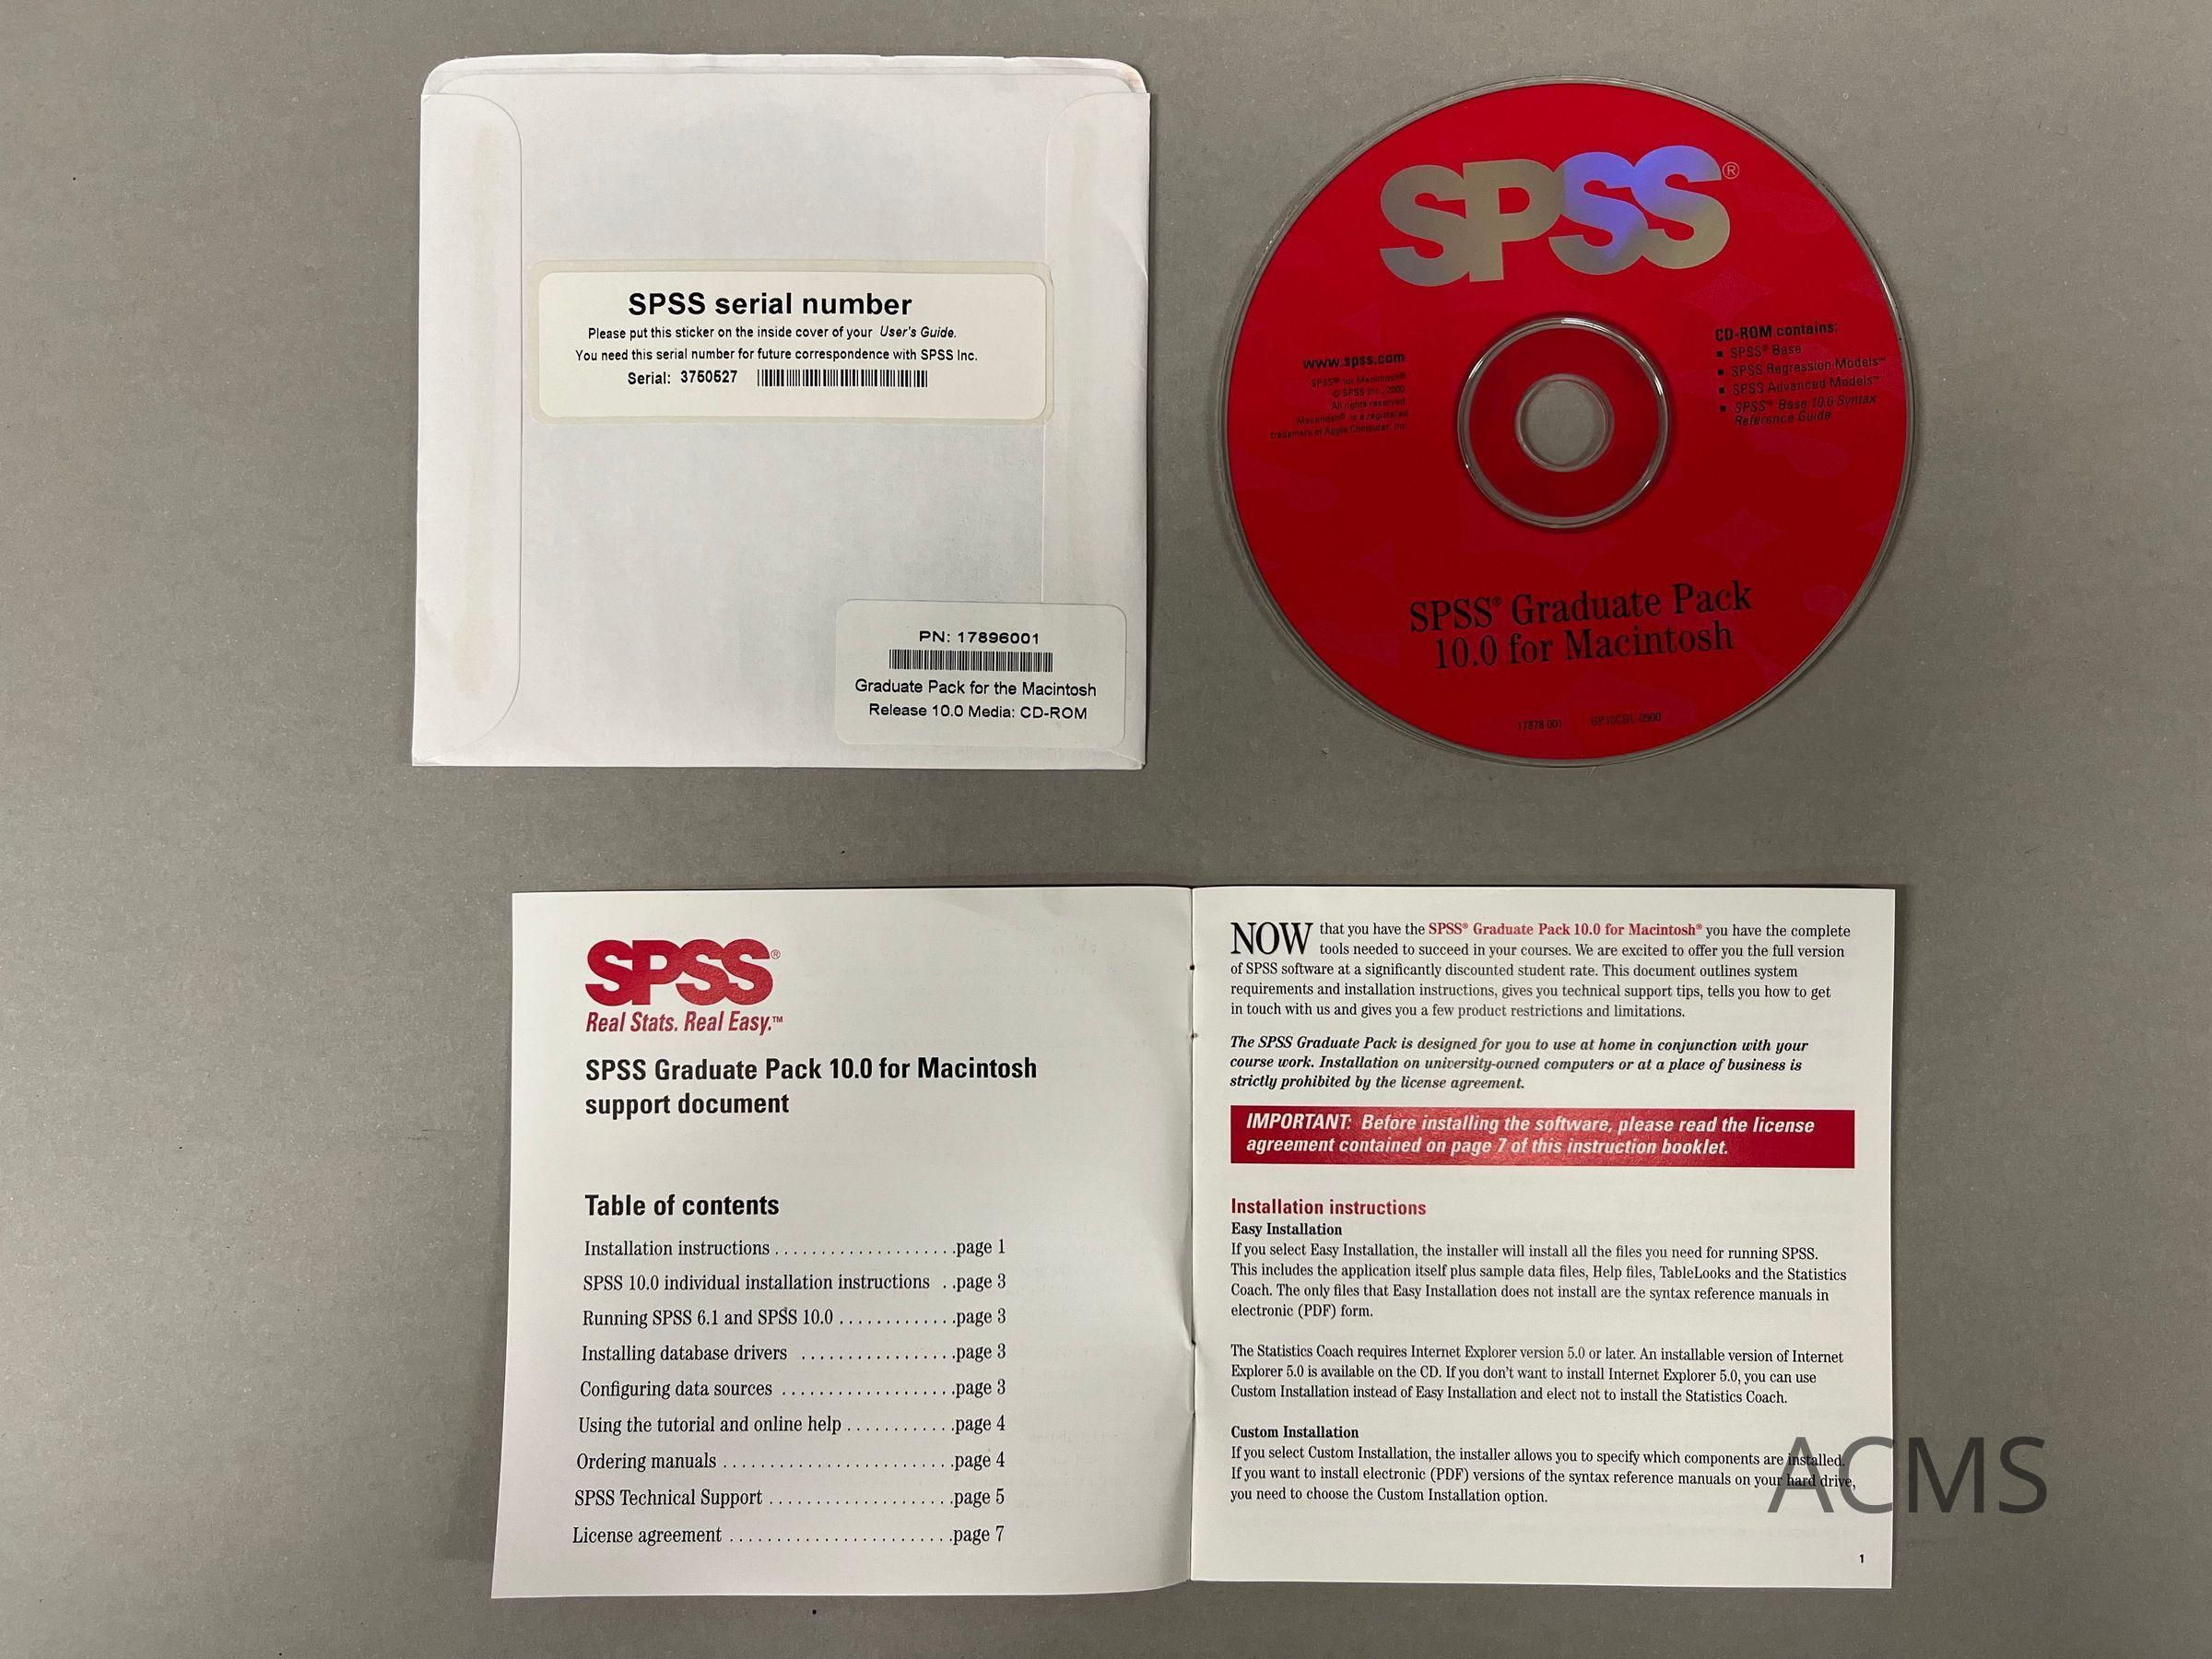 SPSS serial number
Please put this sticker on the inside cover of your User's Guide.
You need this serial number for future correspondence with SPSS Inc.
Serial: 3750527
PN: 17896001
Graduate Pack for the Macintosh
Release 10.0 Media: CD-ROM
SPSS®
www.spss.com
SPSS® for Macintosh®
© SPSS Inc., 2000
All rights reserved.
Macintosh® is a registered
trademark of Apple Computer, Inc.
CD-ROM contains:
▪ SPSS® Base
▪ SPSS Regression Models™
▪ SPSS Advanced Models™
▪ SPSS® Base 10.0 Syntax
Reference Guide
SPSS® Graduate Pack
10.0 for Macintosh
17878 001
SPSS®
Real Stats. Real Easy.™
SPSS Graduate Pack 10.0 for Macintosh
support document
Table of contents
Installation instructions . . . . . . . . . . . . . . . . . . . .page 1
SPSS 10.0 individual installation instructions . .page 3
Running SPSS 6.1 and SPSS 10.0 . . . . . . . . . . . . .page 3
Installing database drivers . . . . . . . . . . . . . . . . .page 3
Configuring data sources . . . . . . . . . . . . . . . . . . .page 3
Using the tutorial and online help . . . . . . . . . . . .page 4
Ordering manuals . . . . . . . . . . . . . . . . . . . . . . . . .page 4
SPSS Technical Support . . . . . . . . . . . . . . . . . . . .page 5
License agreement . . . . . . . . . . . . . . . . . . . . . . . .page 7
NOW that you have the SPSS® Graduate Pack 10.0 for Macintosh® you have the complete
tools needed to succeed in your courses. We are excited to offer you the full version
of SPSS software at a significantly discounted student rate. This document outlines system
requirements and installation instructions, gives you technical support tips, tells you how to get
in touch with us and gives you a few product restrictions and limitations.
The SPSS Graduate Pack is designed for you to use at home in conjunction with your
course work. Installation on university-owned computers or at a place of business is
strictly prohibited by the license agreement.
IMPORTANT: Before installing the software, please read the license
agreement contained on page 7 of this instruction booklet.
Installation instructions
Easy Installation
If you select Easy Installation, the installer will install all the files you need for running SPSS.
This includes the application itself plus sample data files, Help files, TableLooks and the Statistics
Coach. The only files that Easy Installation does not install are the syntax reference manuals in
electronic (PDF) form.
The Statistics Coach requires Internet Explorer version 5.0 or later. An installable version of Internet
Explorer 5.0 is available on the CD. If you don't want to install Internet Explorer 5.0, you can use
Custom Installation instead of Easy Installation and elect not to install the Statistics Coach.
Custom Installation
If you select Custom Installation, the installer allows you to specify which components are installed.
If you want to install electronic (PDF) versions of the syntax reference manuals on your hard drive,
you need to choose the Custom Installation option.
1
ACMS